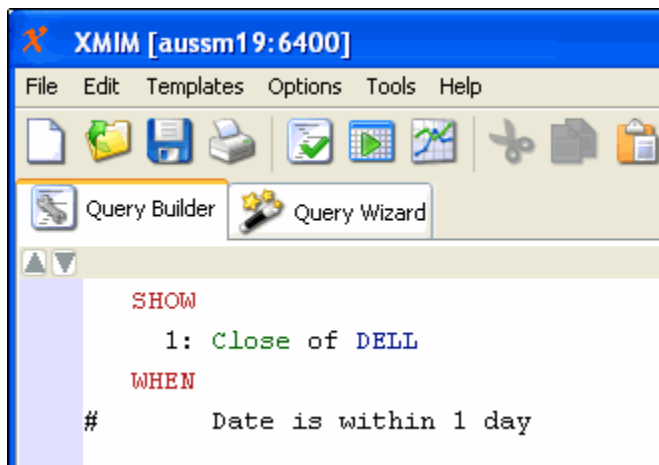 XMIM [aussm19:6400]
File Edit Templates Options Tools Help
Query Builder Query Wizard
SHOW
1: Close of DELL
WHEN
# Date is within 1 day